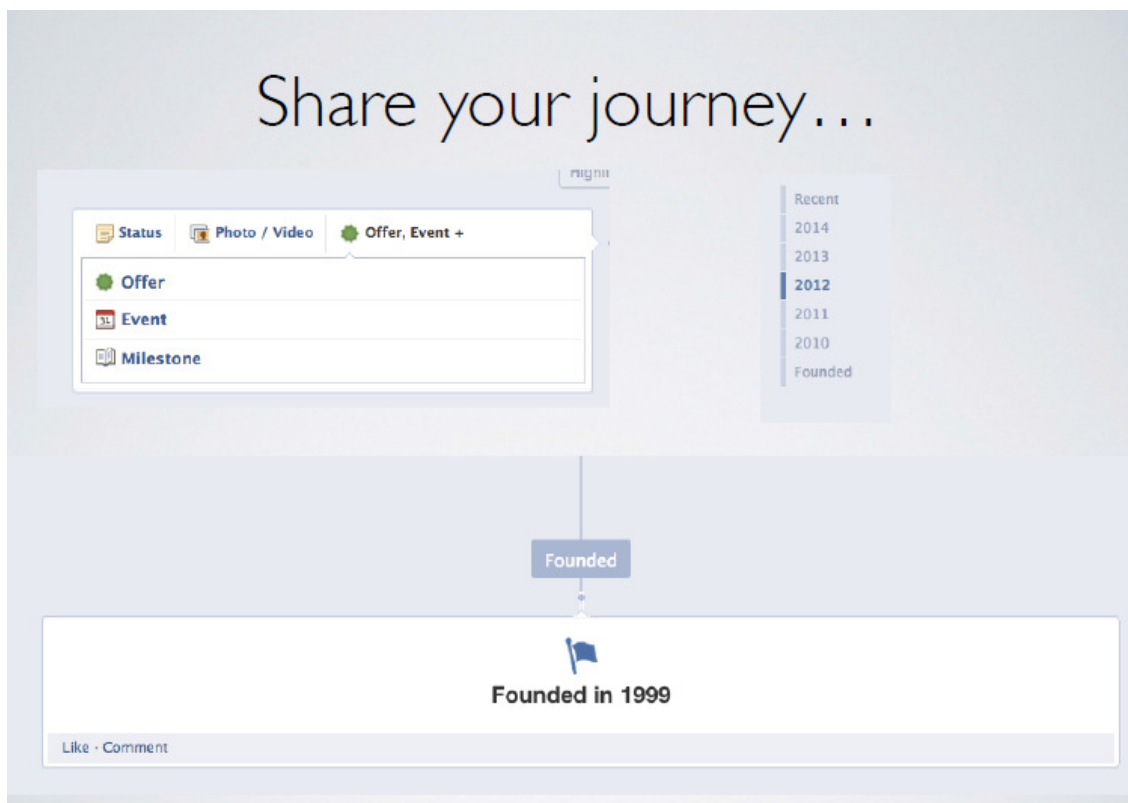 Share your journey...
Status Photo / Video Offer, Event +
Offer
Event
Milestone
Recent
2014
2013
2012
2011
2010
Founded
Founded
Founded in 1999
Like · Comment